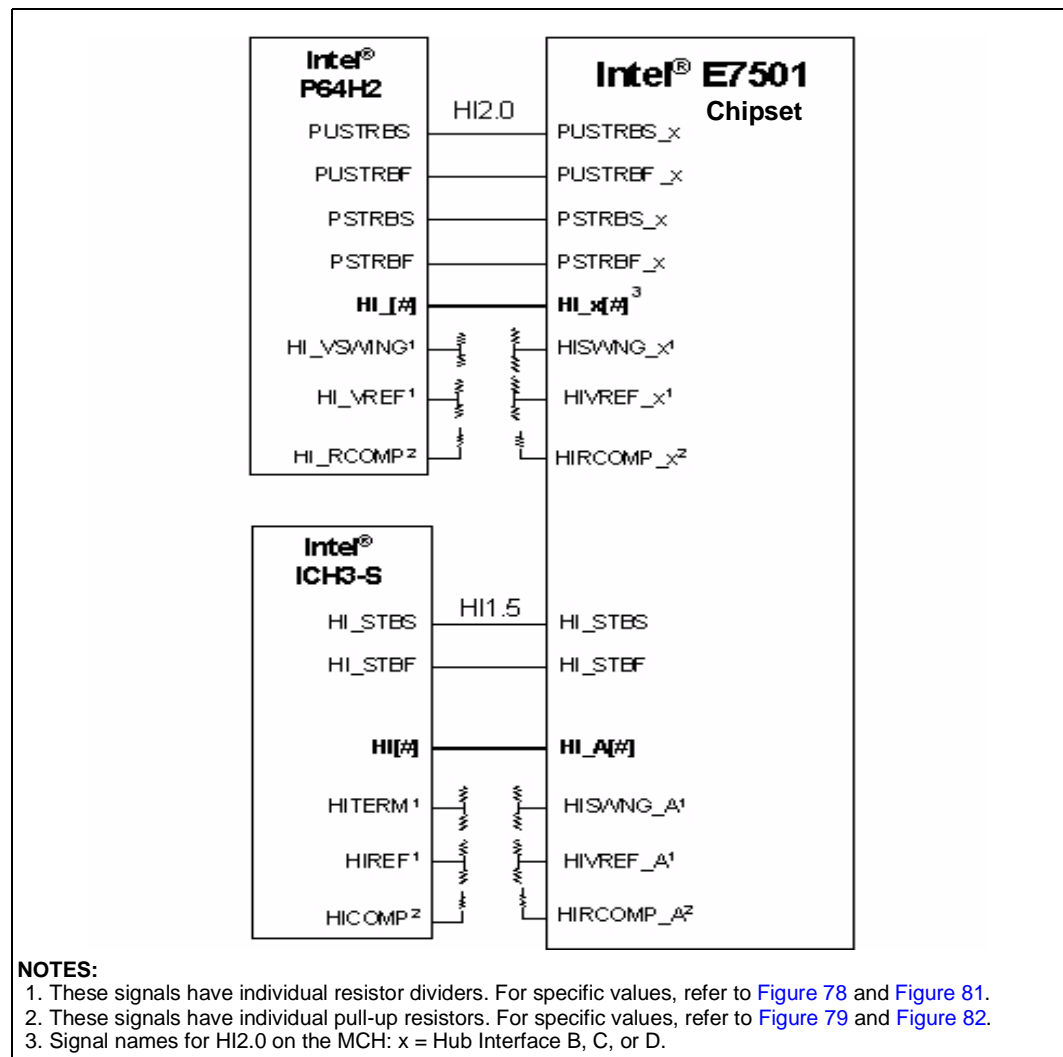 Intel®
P64H2
Intel® E7501
Chipset
HI2.0
PUSTRBS PUSTRBS_x
PUSTRBF PUSTRBF_x
PSTRBS PSTRBS_x
PSTRBF PSTRBF_x
HI_[#] HI_x[#]³
HI_VSWING¹ HISWNG_x¹
HI_VREF¹ HIVREF_x¹
HI_RCOMP² HIRCOMP_x²
Intel®
ICH3-S
HI1.5
HI_STBS HI_STBS
HI_STBF HI_STBF
HI[#] HI_A[#]
HITERM¹ HISWNG_A¹
HIREF¹ HIVREF_A¹
HICOMP² HIRCOMP_A²
NOTES:
1. These signals have individual resistor dividers. For specific values, refer to Figure 78 and Figure 81.
2. These signals have individual pull-up resistors. For specific values, refer to Figure 79 and Figure 82.
3. Signal names for HI2.0 on the MCH: x = Hub Interface B, C, or D.